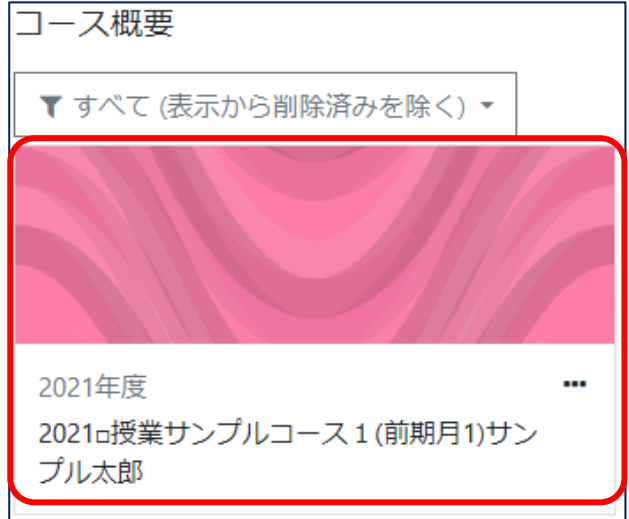 コース概要
すべて (表示から削除済みを除く)
2021年度
2021□授業サンプルコース１(前期月1)サン
プル太郎